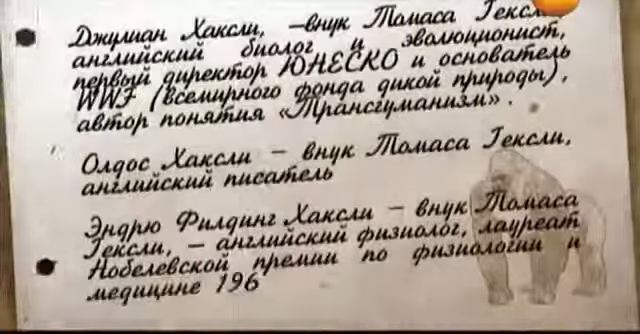 Джулиан Хаксли, –внук Томаса
английский биолог и эволюционист,
первый директор ЮНЕСКО и основатель
WWF (всемирного фонда дикой природы),
автор понятия «Трансгуманизм».
Олдос Хаксли – внук Томаса Гексли,
английский писатель
Эндрю Филдинг Хаксли – внук Томаса
Гексли, – английский физиолог, лауреат
Нобелевской премии по физиологии и
медицине 196